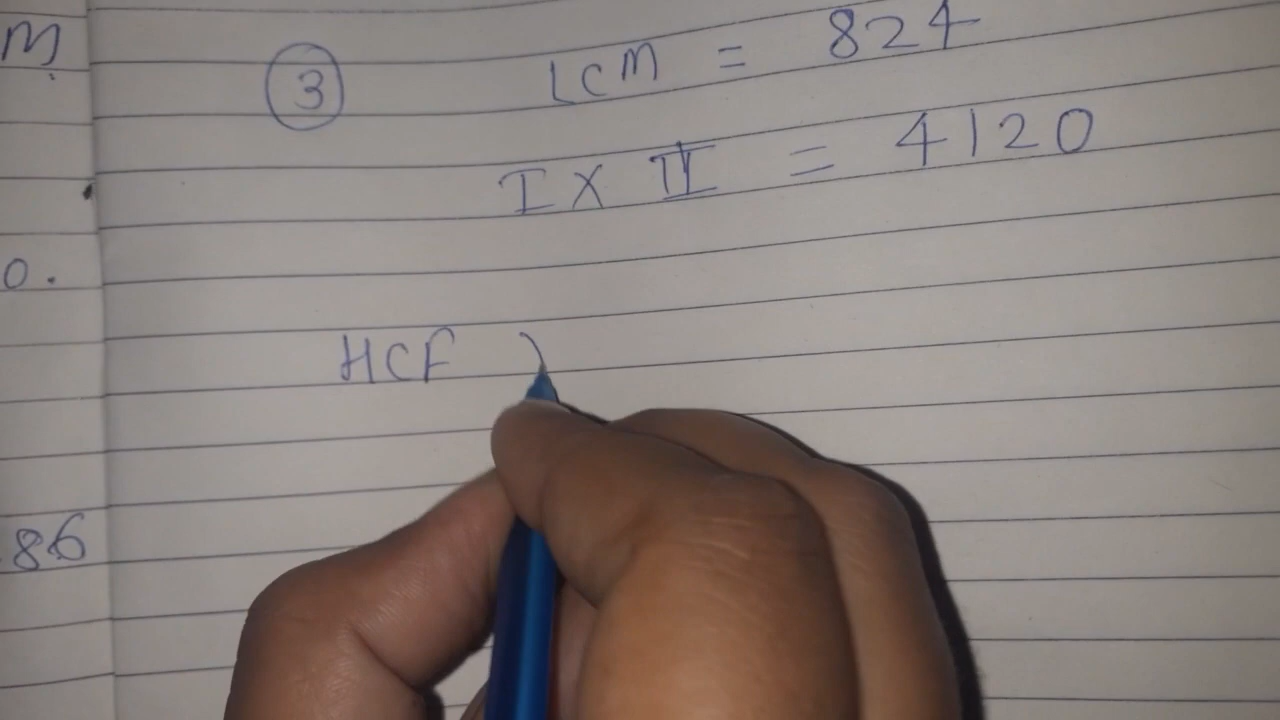 M
③ LCM = 824
I X II = 4120
0.
HCF )
86